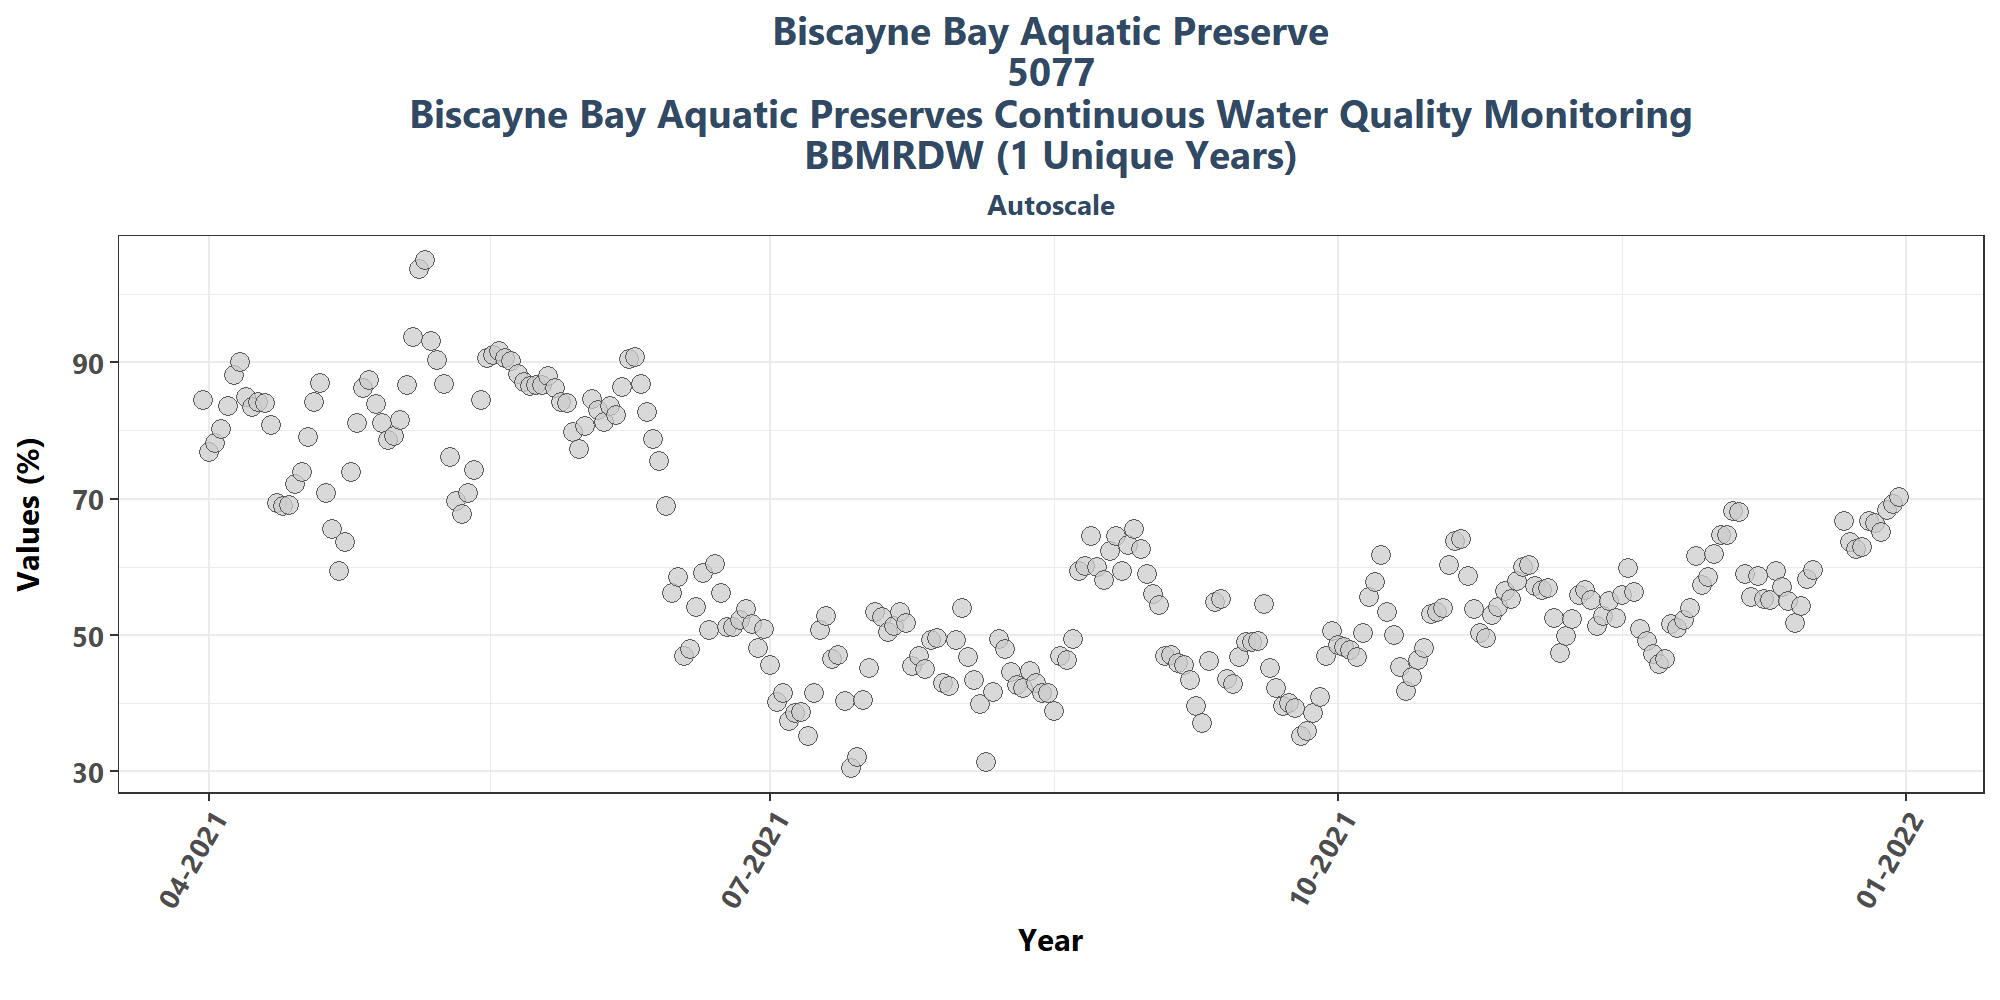 Biscayne Bay Aquatic Preserve
5077
Biscayne Bay Aquatic Preserves Continuous Water Quality Monitoring
BBMRDW (1 Unique Years)
Autoscale
Values (%)
90
70
50
30
04-2021
07-2021
10-2021
01-2022
Year